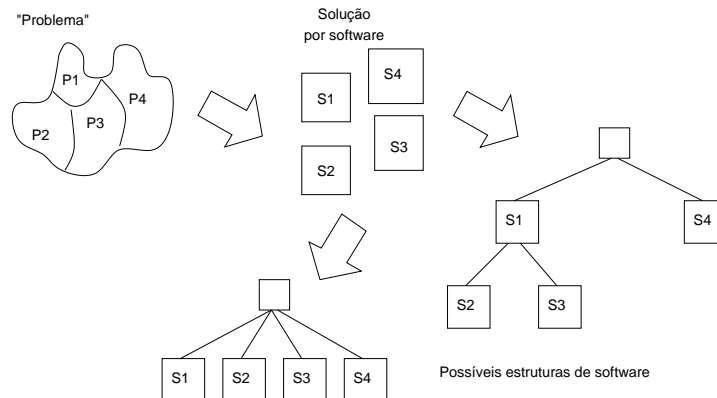 "Problema"
P1
P4
P3
P2
Solução
por software
S4
S1
S3
S2
S1
S4
S2
S3
S1
S2
S3
S4
Possíveis estruturas de software